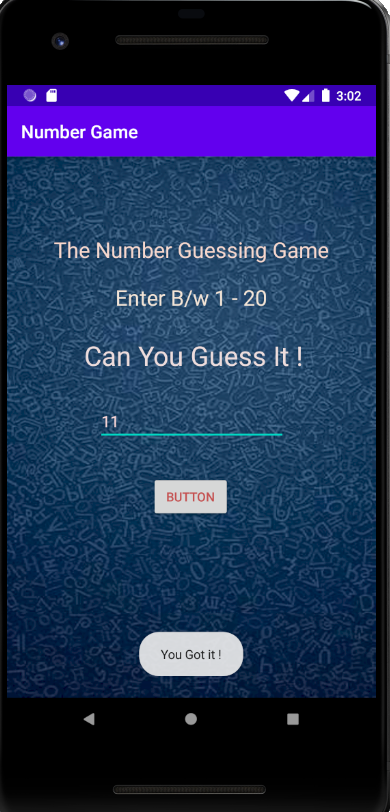 3:02
Number Game
The Number Guessing Game
Enter B/w 1 - 20
Can You Guess It !
11
BUTTON
You Got it !